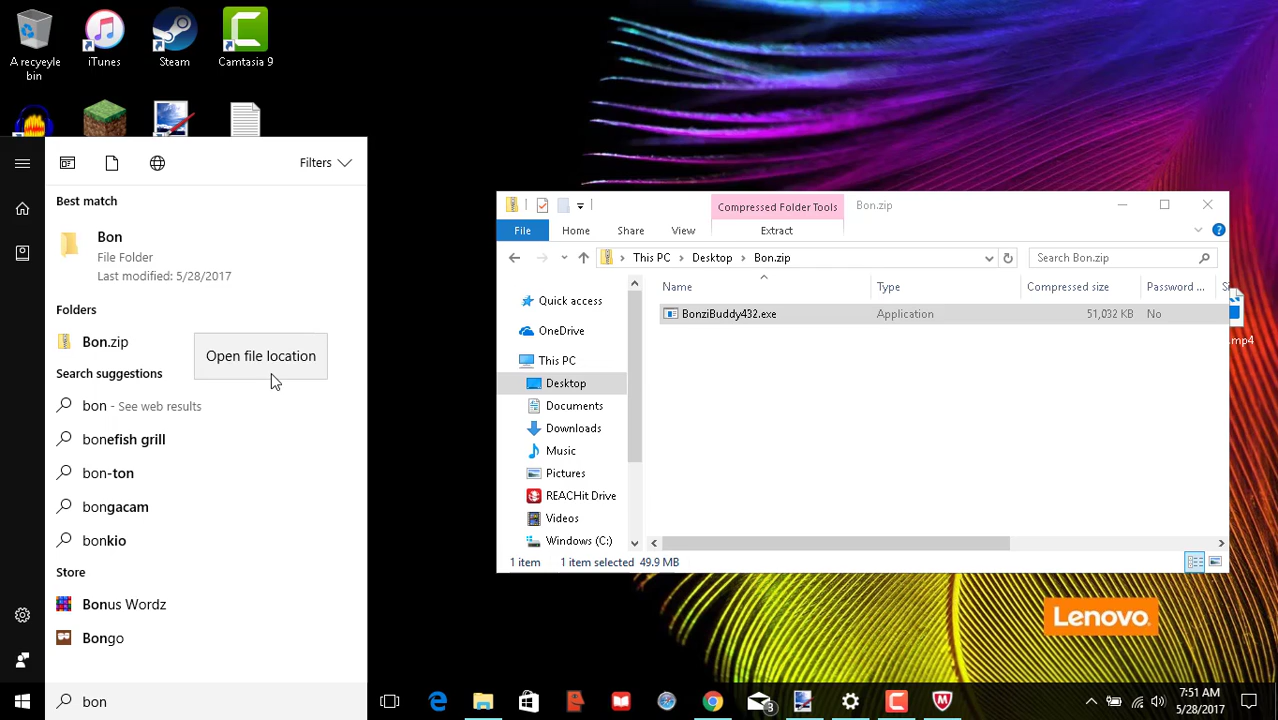 A recyeyle bin
iTunes
Steam
Camtasia 9
Filters
Best match
Bon
File Folder
Last modified: 5/28/2017
Folders
Bon.zip
Open file location
Search suggestions
bon - See web results
bonefish grill
bon-ton
bongacam
bonkio
Store
Bonus Wordz
Bongo
bon
Compressed Folder Tools
Bon.zip
File
Home
Share
View
Extract
This PC
Desktop
Bon.zip
Search Bon.zip
Name
Type
Compressed size
Password ...
Quick access
OneDrive
This PC
Desktop
Documents
Downloads
Music
Pictures
REACHit Drive
Videos
Windows (C:)
BonziBuddy432.exe
Application
51,032 KB
No
1 item
1 item selected 49.9 MB
.mp4
Lenovo
3
7:51 AM
5/28/2017